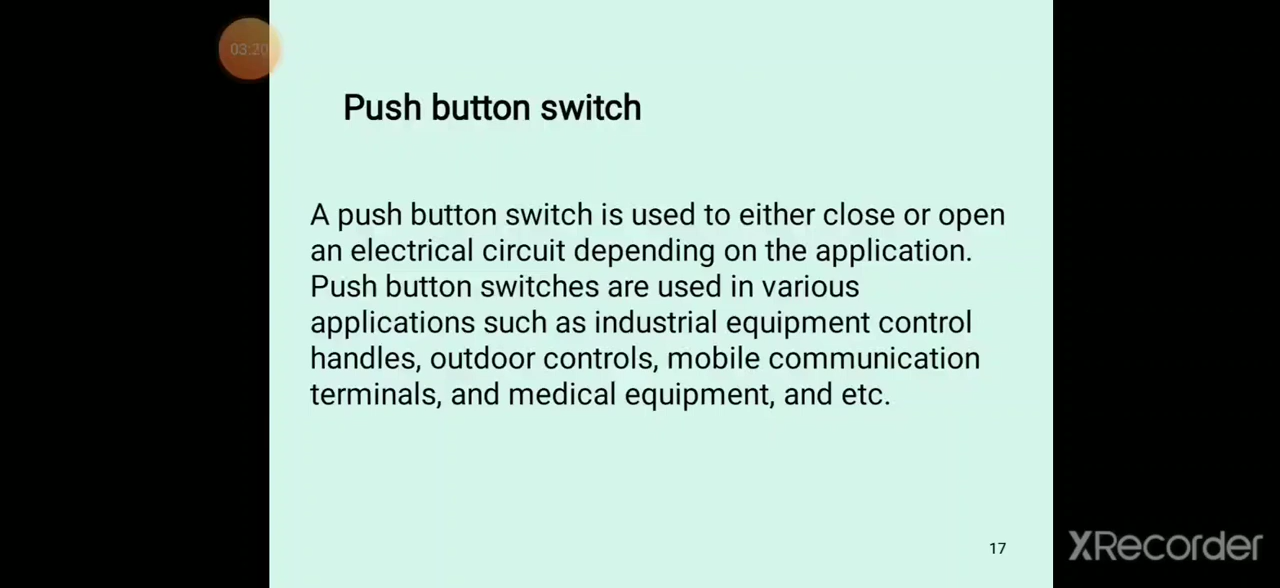 03:20
Push button switch
A push button switch is used to either close or open
an electrical circuit depending on the application.
Push button switches are used in various
applications such as industrial equipment control
handles, outdoor controls, mobile communication
terminals, and medical equipment, and etc.
17
XRecorder